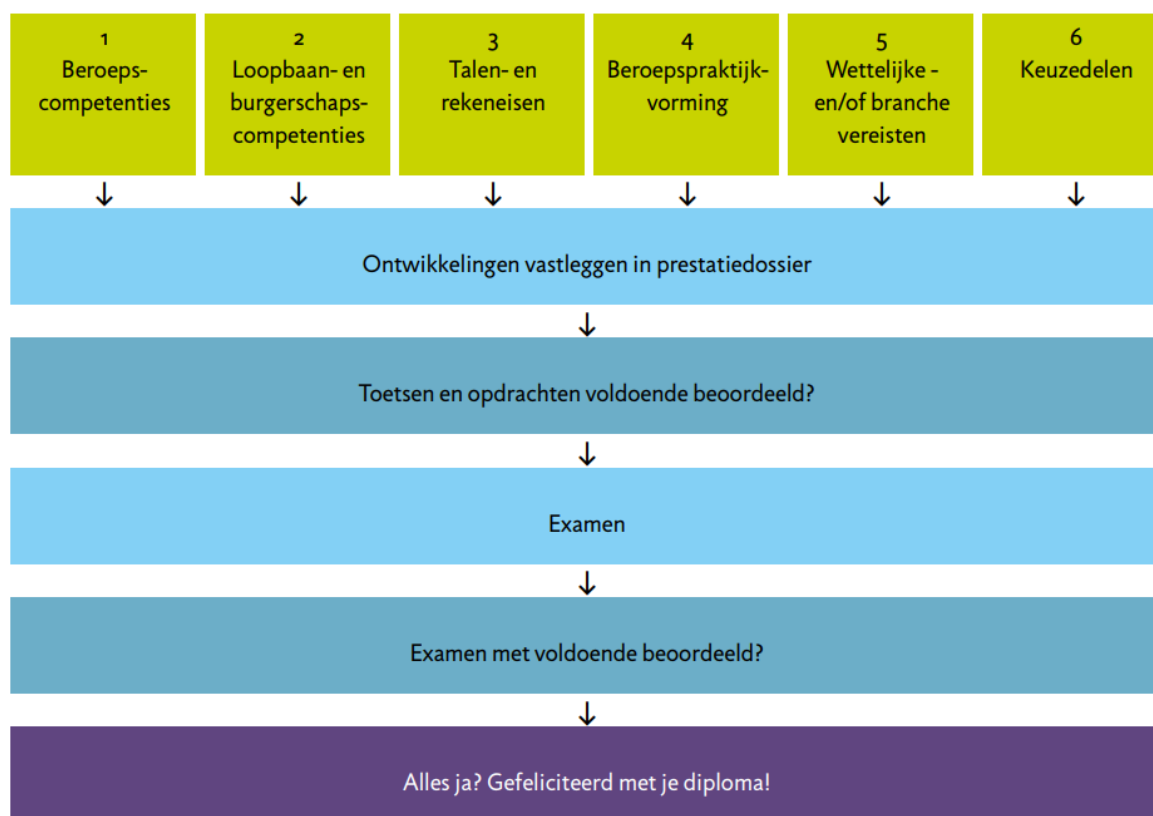 1
Beroeps-
competenties
2
Loopbaan- en
burgerschaps-
competenties
3
Talen- en
rekeneisen
4
Beroepspraktijk-
vorming
5
Wettelijke -
en/of branche
vereisten
6
Keuzedelen
Ontwikkelingen vastleggen in prestatiedossier
Toetsen en opdrachten voldoende beoordeeld?
Examen
Examen met voldoende beoordeeld?
Alles ja? Gefeliciteerd met je diploma!